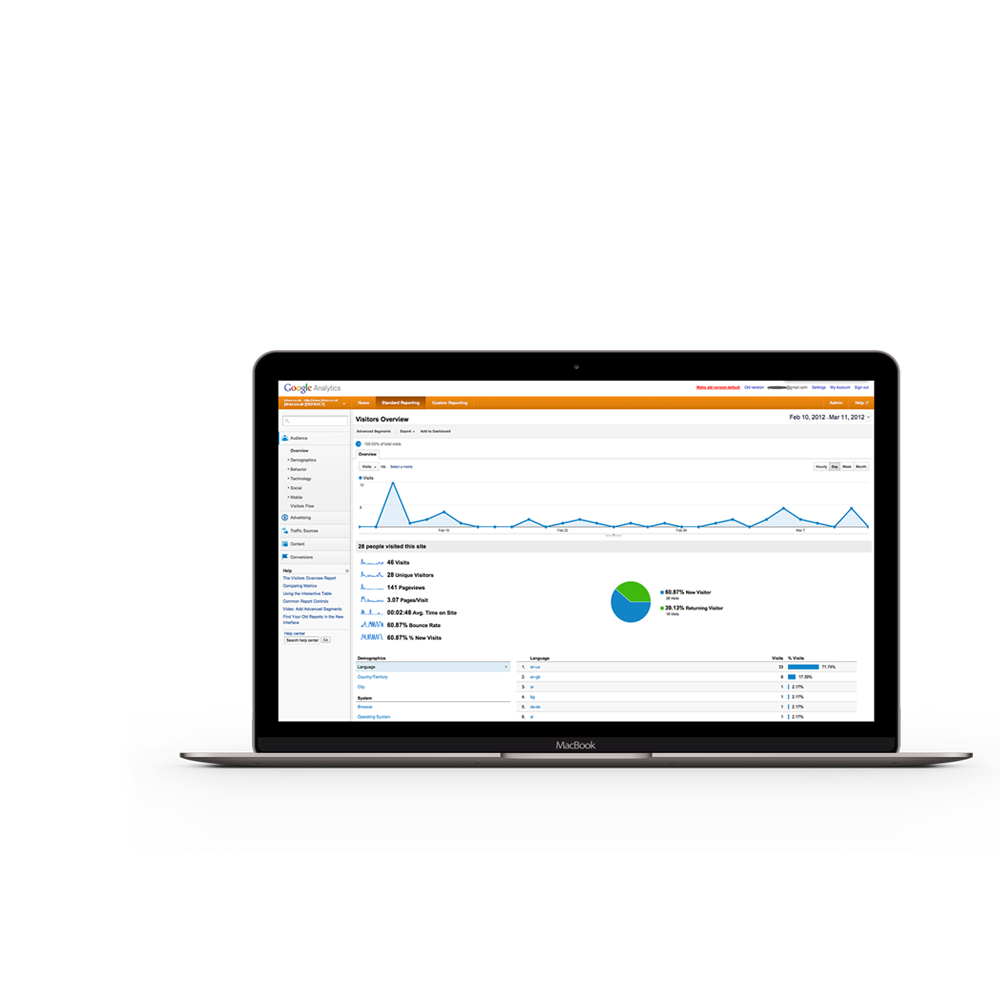 Google Analytics
Make old version default Old version @gmail.com Settings My Account Sign out
[DEFAULT]
Home Standard Reporting Custom Reporting Admin Help
Visitors Overview
Feb 10, 2012 - Mar 11, 2012
Advanced Segments Export Add to Dashboard
100.00% of total visits
Overview
Visits VS. Select a metric
Hourly Day Week Month
Visits
10
Feb 15 Feb 22 Feb 29 Mar 7
28 people visited this site
46 Visits
28 Unique Visitors
141 Pageviews
3.07 Pages/Visit
00:02:48 Avg. Time on Site
60.87% Bounce Rate
60.87% % New Visits
60.87% New Visitor
28 Visits
39.13% Returning Visitor
18 Visits
Audience
Overview
Demographics
Behavior
Technology
Social
Mobile
Visitors Flow
Advertising
Traffic Sources
Content
Conversions
Help
The Visitors Overview Report
Comparing Metrics
Using the Interactive Table
Common Report Controls
Video: Add Advanced Segments
Find Your Old Reports in the New
Interface
Help center
Search help center Go
Demographics
Language
Country/Territory
City
System
Browser
Operating System
Language Visits % Visits
1. en-us 33 71.74%
2. en-gb 8 17.39%
3. ar 1 2.17%
4. bg 1 2.17%
5. de-de 1 2.17%
6. 1 2.17%
MacBook